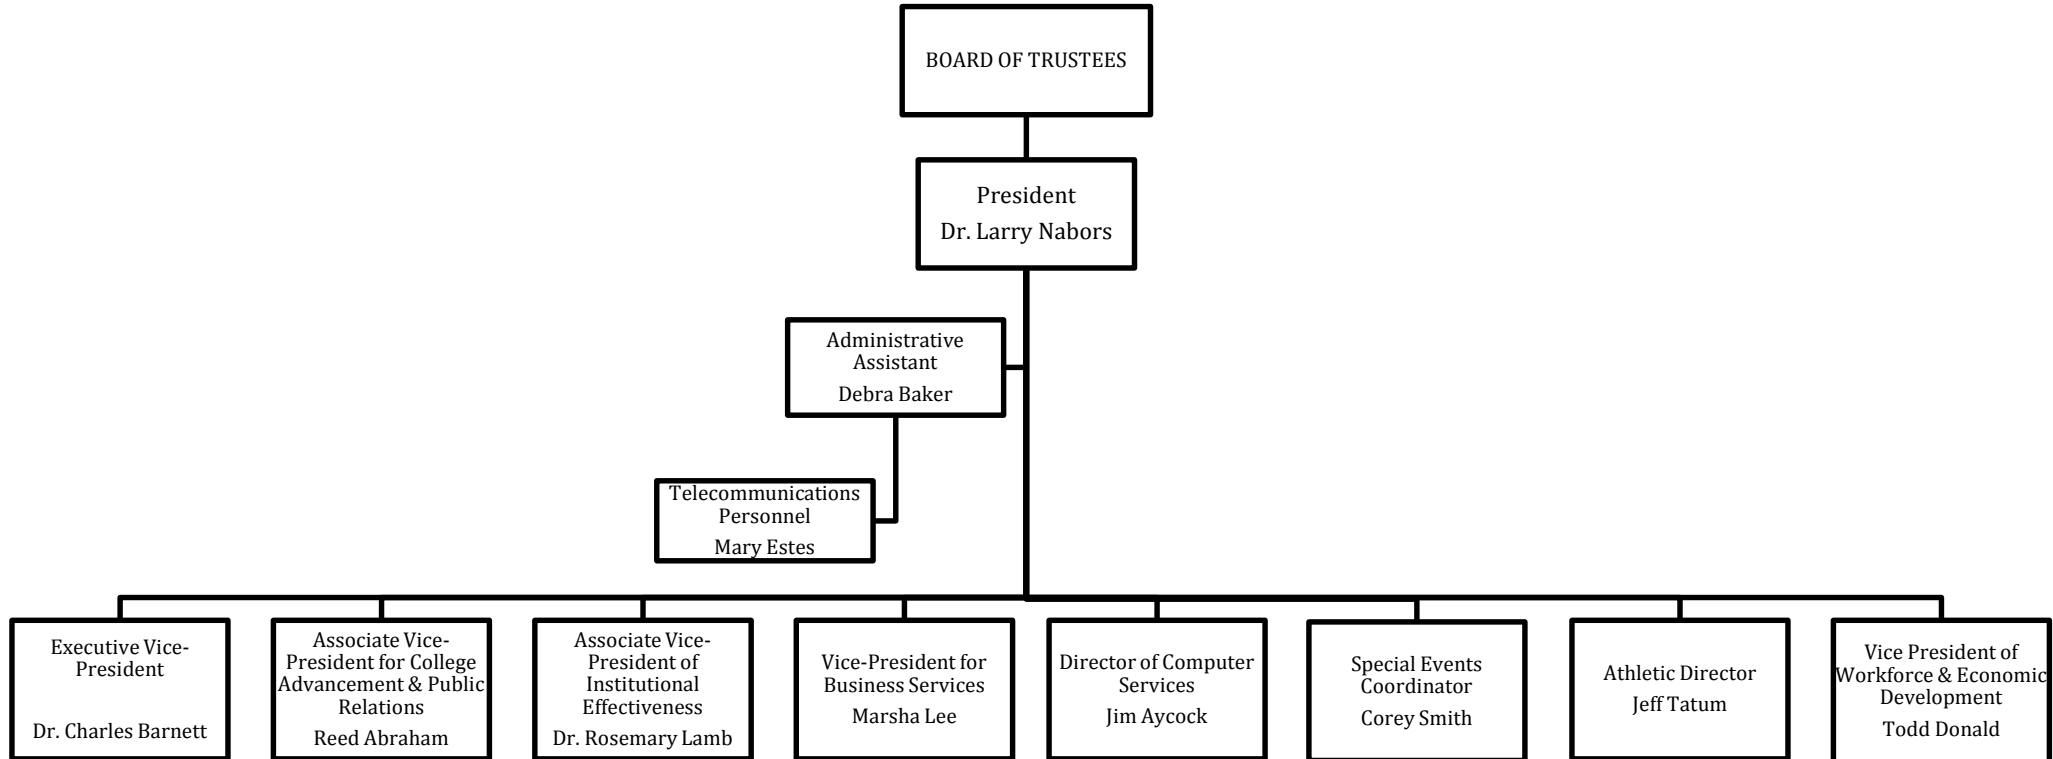 BOARD OF TRUSTEES
President
Dr. Larry Nabors
Administrative
Assistant
Debra Baker
Telecommunications
Personnel
Mary Estes
Executive Vice-
President
Dr. Charles Barnett
Associate Vice-
President for College
Advancement & Public
Relations
Reed Abraham
Associate Vice-
President of
Institutional
Effectiveness
Dr. Rosemary Lamb
Vice-President for
Business Services
Marsha Lee
Director of Computer
Services
Jim Aycock
Special Events
Coordinator
Corey Smith
Athletic Director
Jeff Tatum
Vice President of
Workforce & Economic
Development
Todd Donald